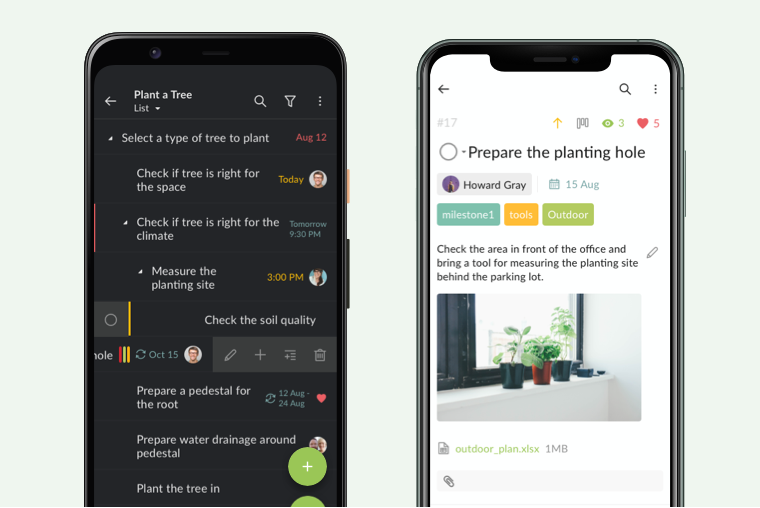 Plant a Tree
List
Select a type of tree to plant
Aug 12
Check if tree is right for
the space
Today
Check if tree is right for the
climate
Tomorrow
9:30 PM
Measure the
planting site
3:00 PM
Check the soil quality
hole
Oct 15
Prepare a pedestal for
the root
12 Aug -
24 Aug
Prepare water drainage around
pedestal
Plant the tree in
#17
3
5
Prepare the planting hole
Howard Gray
15 Aug
milestone1
tools
Outdoor
Check the area in front of the office and
bring a tool for measuring the planting site
behind the parking lot.
outdoor_plan.xlsx 1MB